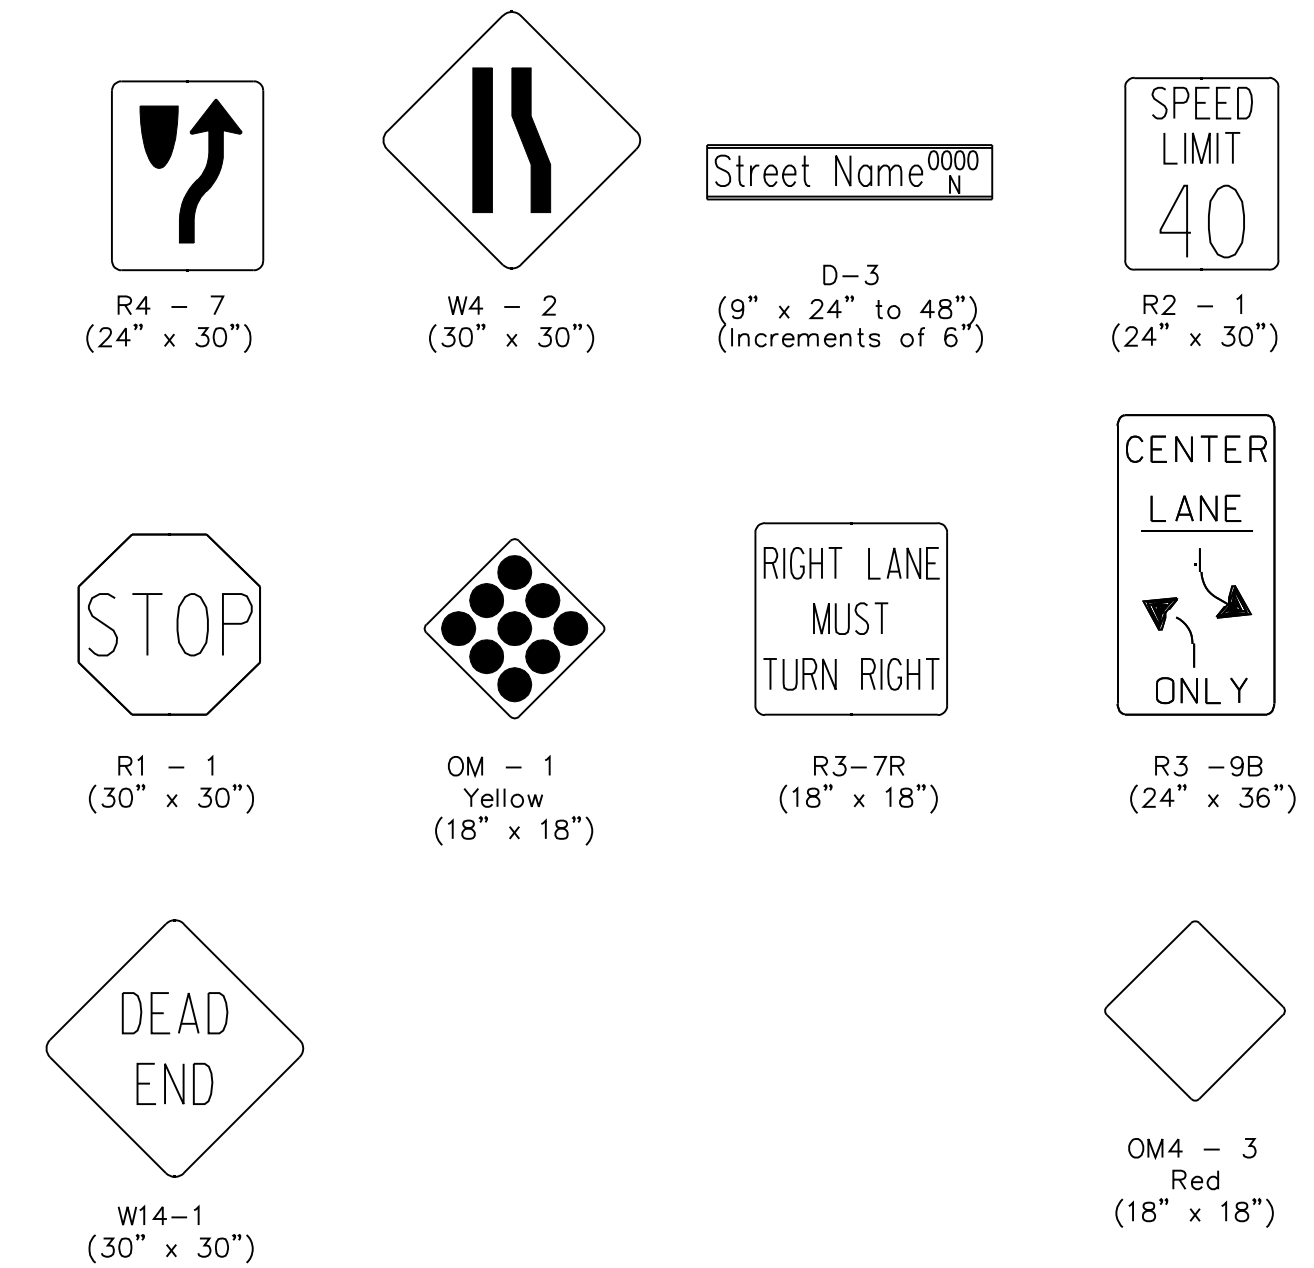 SPEED
LIMIT
40
Street Name 0000
N
R4 - 7
(24" x 30")
W4 - 2
(30" x 30")
D-3
(9" x 24" to 48")
(Increments of 6")
R2 - 1
(24" x 30")
STOP
RIGHT LANE
MUST
TURN RIGHT
CENTER
LANE
ONLY
R1 - 1
(30" x 30")
OM - 1
Yellow
(18" x 18")
R3-7R
(18" x 18")
R3 -9B
(24" x 36")
DEAD
END
W14-1
(30" x 30")
OM4 - 3
Red
(18" x 18")